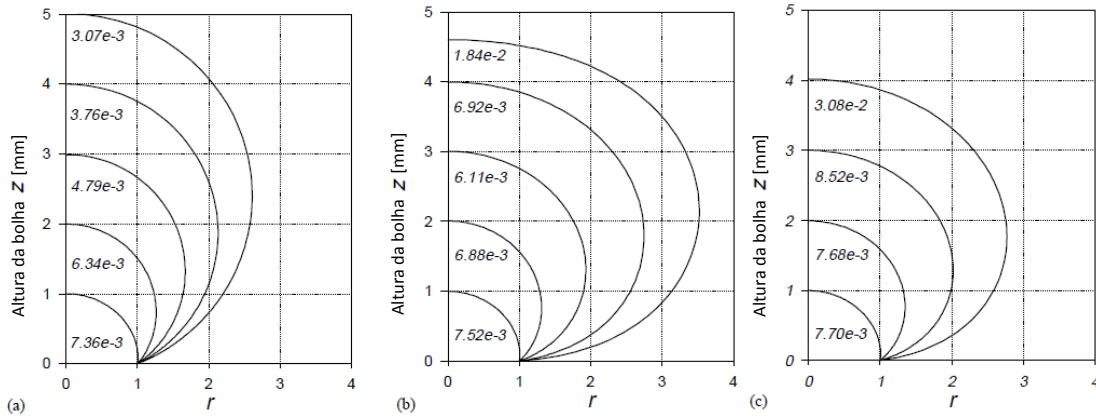 5
4
3
2
1
0
0 1 2 3 4
Altura da bolha z [mm]
r
3.07e-3
3.76e-3
4.79e-3
6.34e-3
7.36e-3
(a)
5
4
3
2
1
0
0 1 2 3 4
Altura da bolha z [mm]
r
1.84e-2
6.92e-3
6.11e-3
6.88e-3
7.52e-3
(b)
5
4
3
2
1
0
0 1 2 3 4
Altura da bolha z [mm]
r
3.08e-2
8.52e-3
7.68e-3
7.70e-3
(c)